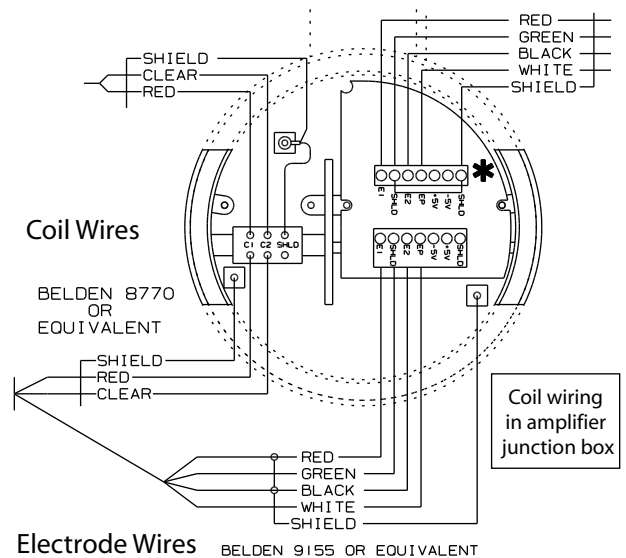 RED
GREEN
BLACK
WHITE
SHIELD
SHIELD
CLEAR
RED
E1 SHLD E2 EP +5V -5V SHLD
Coil Wires
C1 C2 SHLD
E1 SHLD E2 EP -5V +5V SHLD
BELDEN 8770
OR
EQUIVALENT
SHIELD
RED
CLEAR
Coil wiring
in amplifier
junction box
RED
GREEN
BLACK
WHITE
SHIELD
Electrode Wires
BELDEN 9155 OR EQUIVALENT